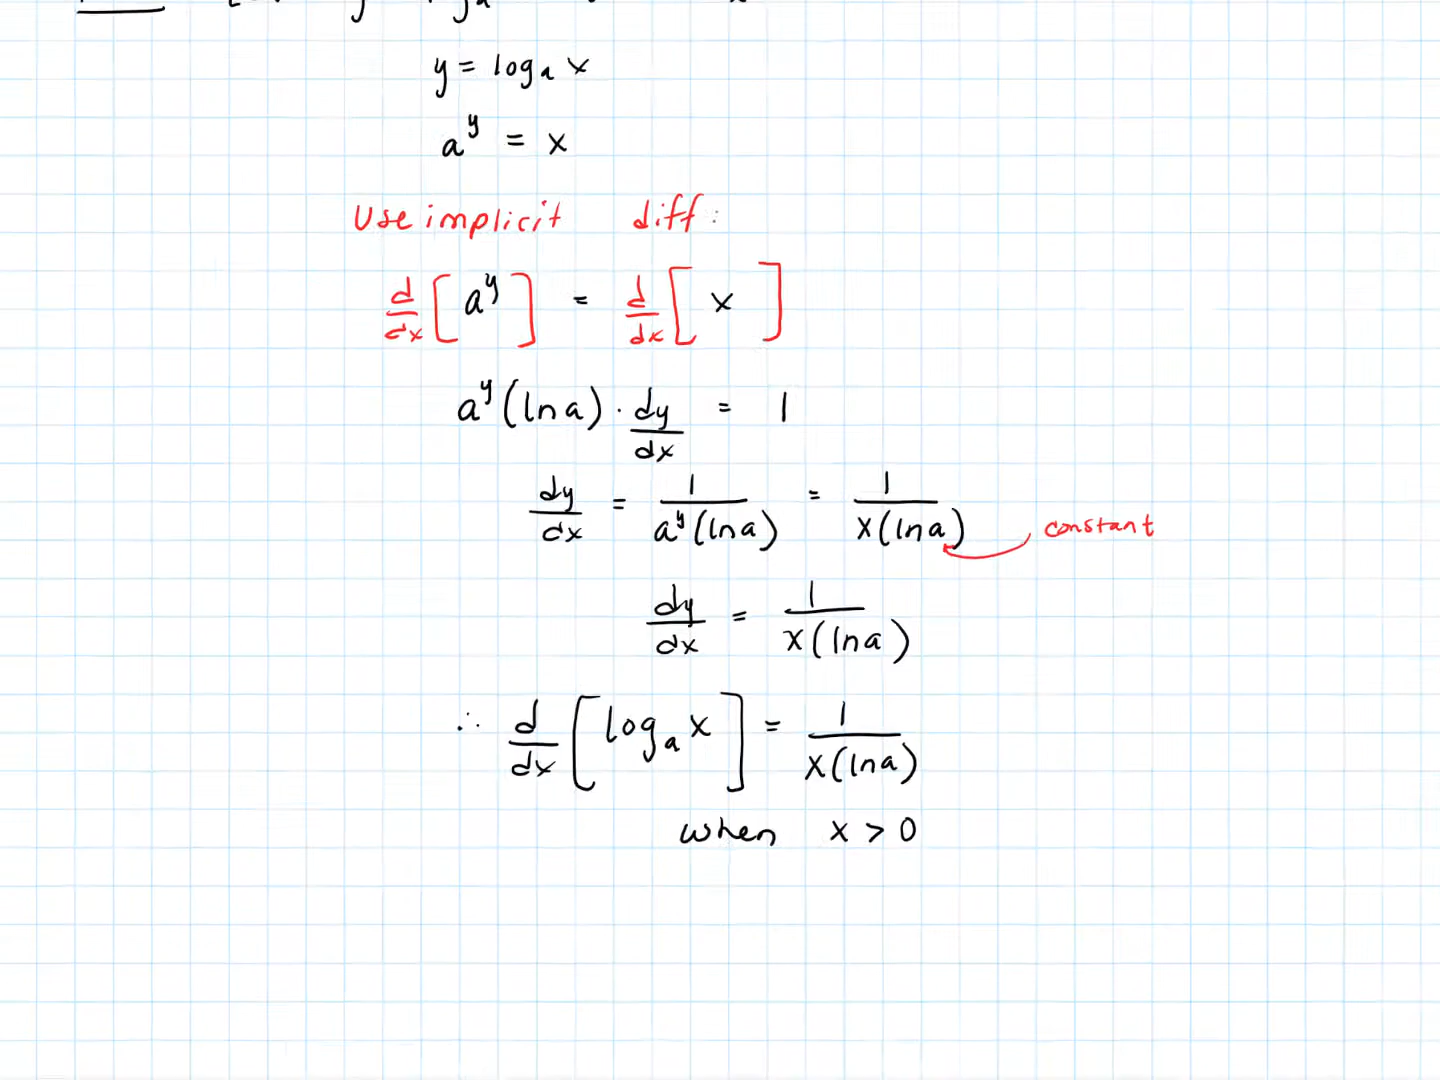 y = logₐ x
aʸ = x
Use implicit diff:
d/dx [ aʸ ] = d/dx [ x ]
aʸ (ln a) · dy/dx = 1
dy/dx = 1/(aʸ (ln a)) = 1/(x (ln a)) constant
dy/dx = 1/(x (ln a))
∴ d/dx [ logₐ x ] = 1/(x (ln a))
when x > 0